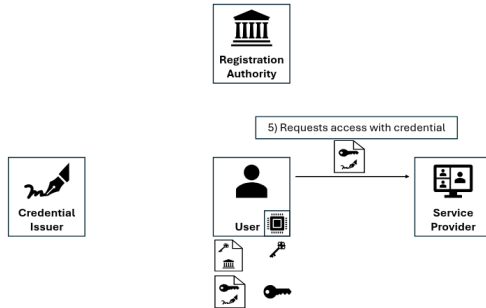 Registration
Authority
5) Requests access with credential
Credential
Issuer
User
Service
Provider